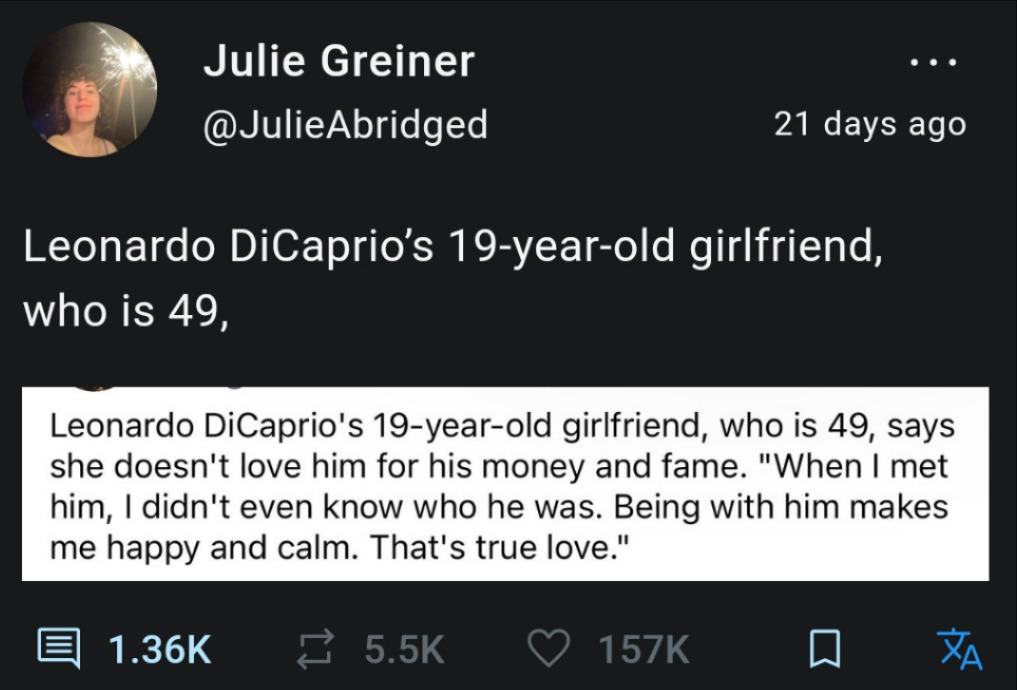 Julie Greiner
...
@JulieAbridged
21 days ago
Leonardo DiCaprio’s 19-year-old girlfriend,
who is 49,
Leonardo DiCaprio's 19-year-old girlfriend, who is 49, says
she doesn't love him for his money and fame. "When I met
him, I didn't even know who he was. Being with him makes
me happy and calm. That's true love."
1.36K 5.5K 157K